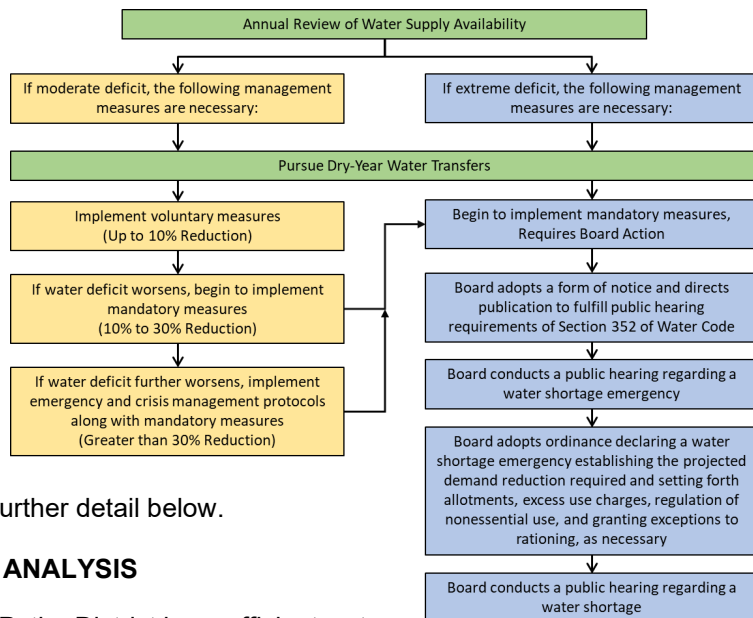 Annual Review of Water Supply Availability
If moderate deficit, the following management
measures are necessary:
If extreme deficit, the following management
measures are necessary:
Pursue Dry-Year Water Transfers
Implement voluntary measures
(Up to 10% Reduction)
If water deficit worsens, begin to implement
mandatory measures
(10% to 30% Reduction)
If water deficit further worsens, implement
emergency and crisis management protocols
along with mandatory measures
(Greater than 30% Reduction)
Begin to implement mandatory measures,
Requires Board Action
Board adopts a form of notice and directs
publication to fulfill public hearing
requirements of Section 352 of Water Code
Board conducts a public hearing regarding a
water shortage emergency
Board adopts ordinance declaring a water
shortage emergency establishing the projected
demand reduction required and setting forth
allotments, excess use charges, regulation of
nonessential use, and granting exceptions to
rationing, as necessary
Board conducts a public hearing regarding a
water shortage
urther detail below.
ANALYSIS